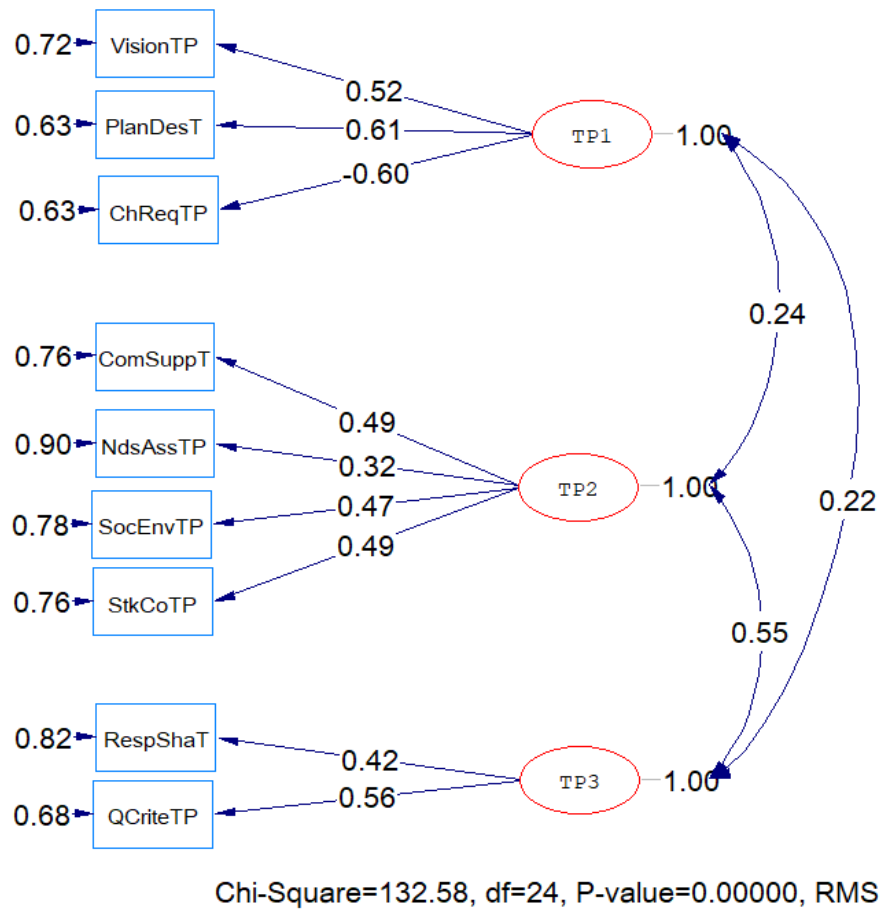 0.72 VisionTP
0.52
0.63 PlanDesT 0.61 TP1 1.00
-0.60
0.63 ChReqTP
0.24
0.76 ComSuppT
0.49
0.90 NdsAssTP
0.32
TP2 1.00
0.22
0.47
0.78 SocEnvTP
0.49
0.76 StkCoTP
0.55
0.82 RespShaT
0.42
TP3 1.00
0.56
0.68 QCriteTP
Chi-Square=132.58, df=24, P-value=0.00000, RMS